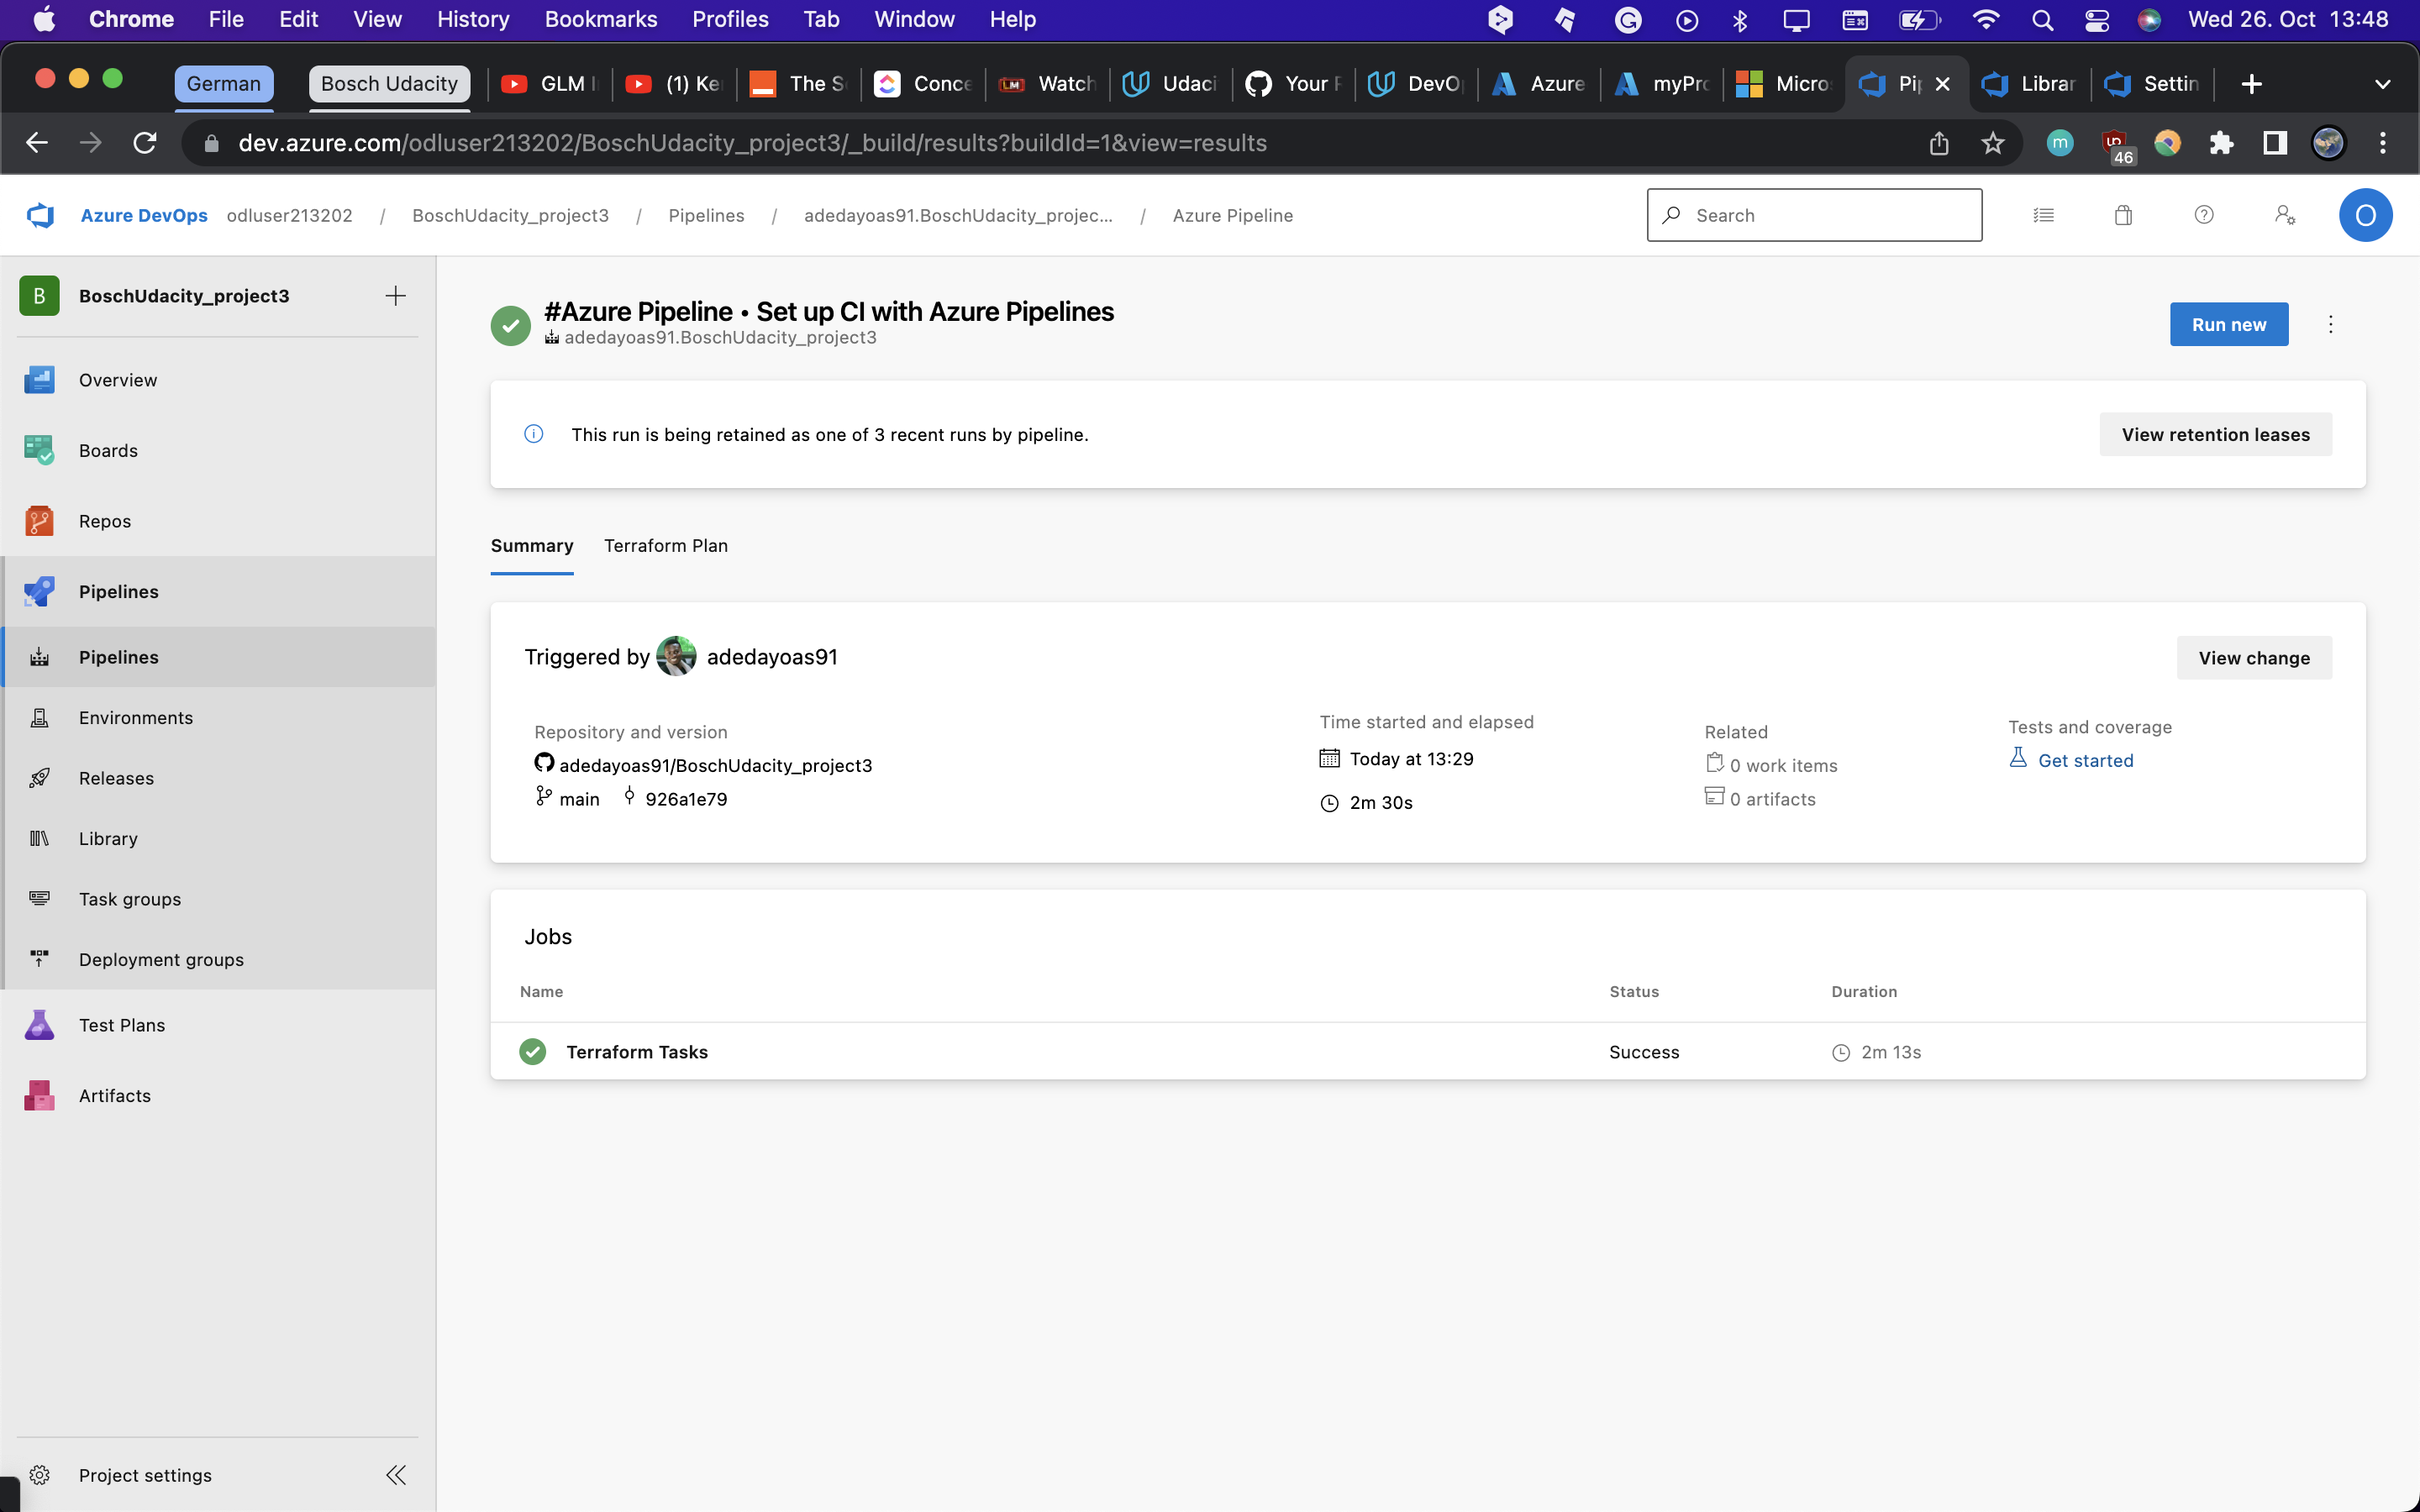 Chrome File Edit View History Bookmarks Profiles Tab Window Help Wed 26. Oct 13:48
German Bosch Udacity GLM I (1) Ke The S Conce Watch Udaci Your DevO Azure myPro Micro Pi Librar Settin
dev.azure.com/odluser213202/BoschUdacity_project3/_build/results?buildId=1&view=results
m
46
Azure DevOps odluser213202 / BoschUdacity_project3 / Pipelines / adedayoas91.BoschUdacity_projec... / Azure Pipeline
Search
O
B BoschUdacity_project3
Overview
Boards
Repos
Pipelines
Pipelines
Environments
Releases
Library
Task groups
Deployment groups
Test Plans
Artifacts
Project settings
#Azure Pipeline • Set up CI with Azure Pipelines
adedayoas91.BoschUdacity_project3
Run new
This run is being retained as one of 3 recent runs by pipeline.
View retention leases
Summary Terraform Plan
Triggered by adedayoas91
View change
Repository and version
adedayoas91/BoschUdacity_project3
main 926a1e79
Time started and elapsed
Today at 13:29
2m 30s
Related
0 work items
0 artifacts
Tests and coverage
Get started
Jobs
Name Status Duration
Terraform Tasks Success 2m 13s